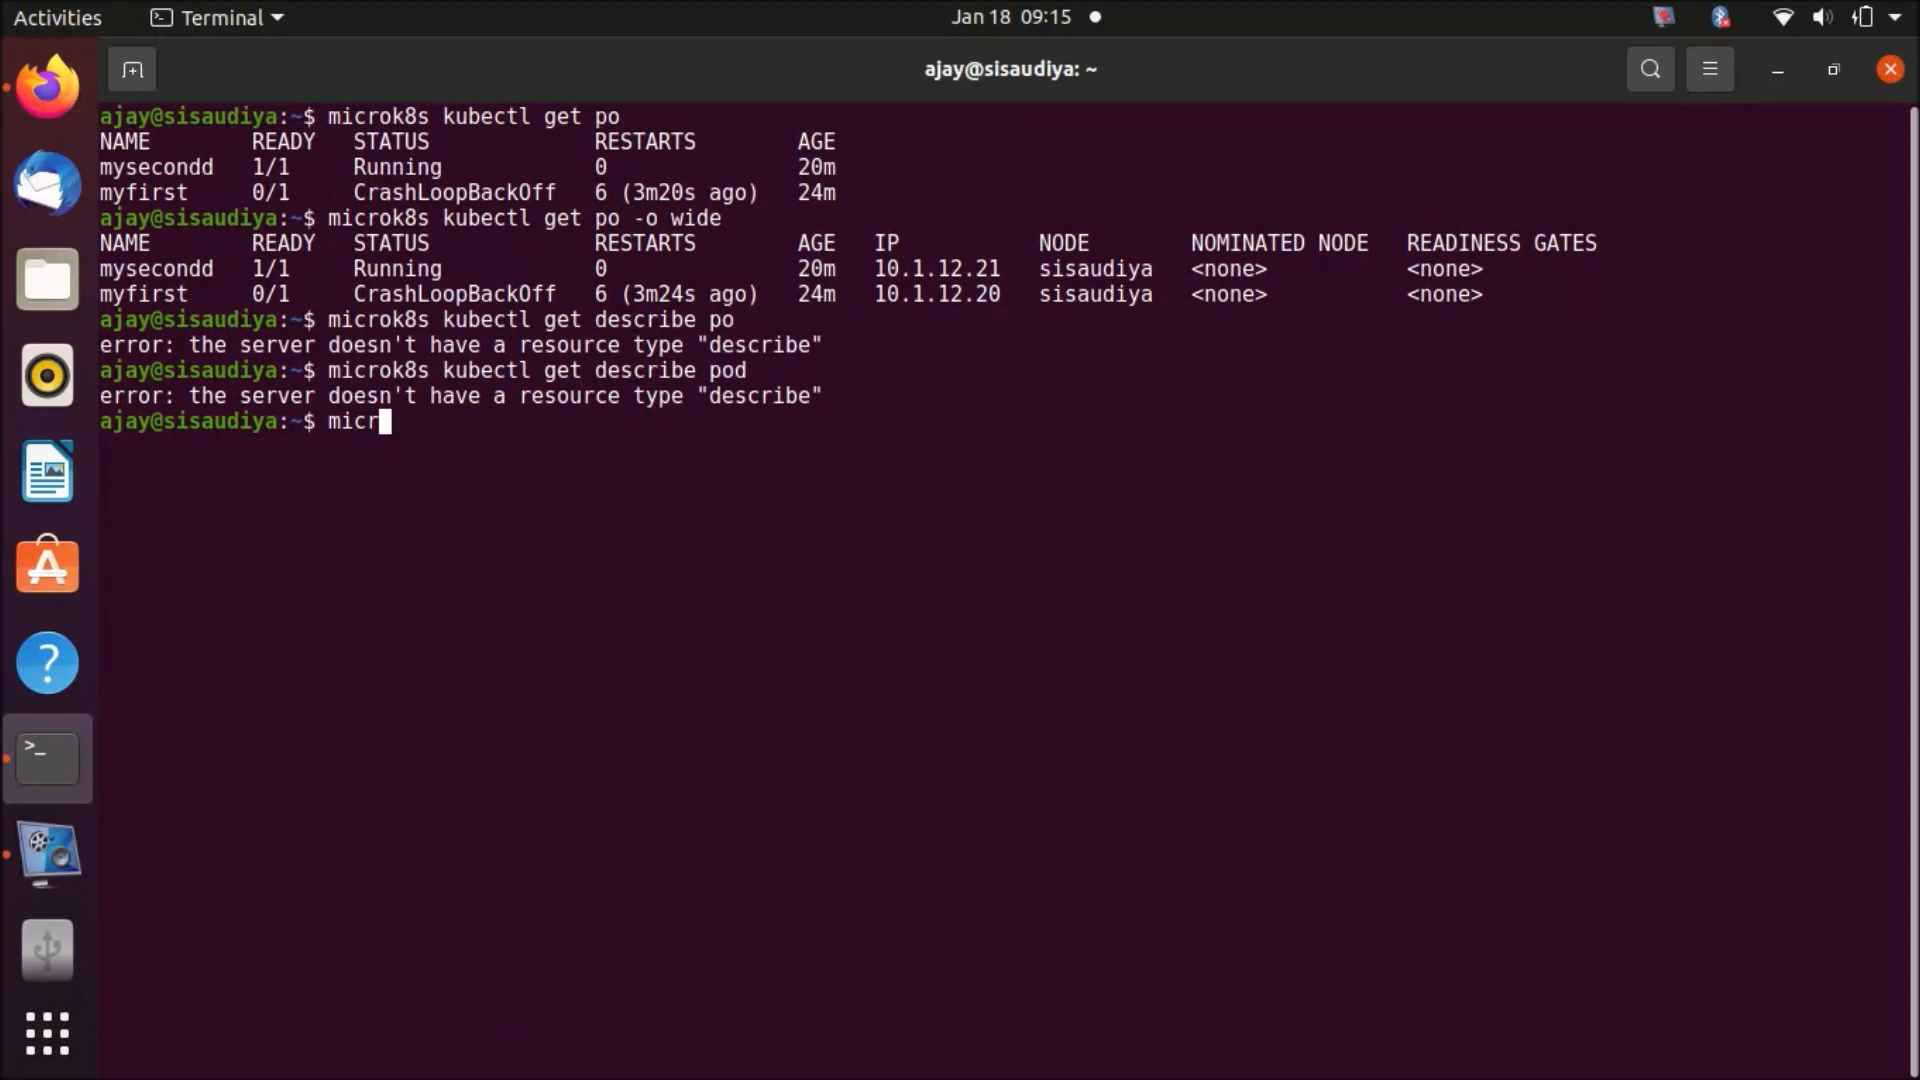 Activities Terminal Jan 18 09:15
ajay@sisaudiya: ~
ajay@sisaudiya:~$ microk8s kubectl get po
NAME READY STATUS RESTARTS AGE
mysecondd 1/1 Running 0 20m
myfirst 0/1 CrashLoopBackOff 6 (3m20s ago) 24m
ajay@sisaudiya:~$ microk8s kubectl get po -o wide
NAME READY STATUS RESTARTS AGE IP NODE NOMINATED NODE READINESS GATES
mysecondd 1/1 Running 0 20m 10.1.12.21 sisaudiya <none> <none>
myfirst 0/1 CrashLoopBackOff 6 (3m24s ago) 24m 10.1.12.20 sisaudiya <none> <none>
ajay@sisaudiya:~$ microk8s kubectl get describe po
error: the server doesn't have a resource type "describe"
ajay@sisaudiya:~$ microk8s kubectl get describe pod
error: the server doesn't have a resource type "describe"
ajay@sisaudiya:~$ micr